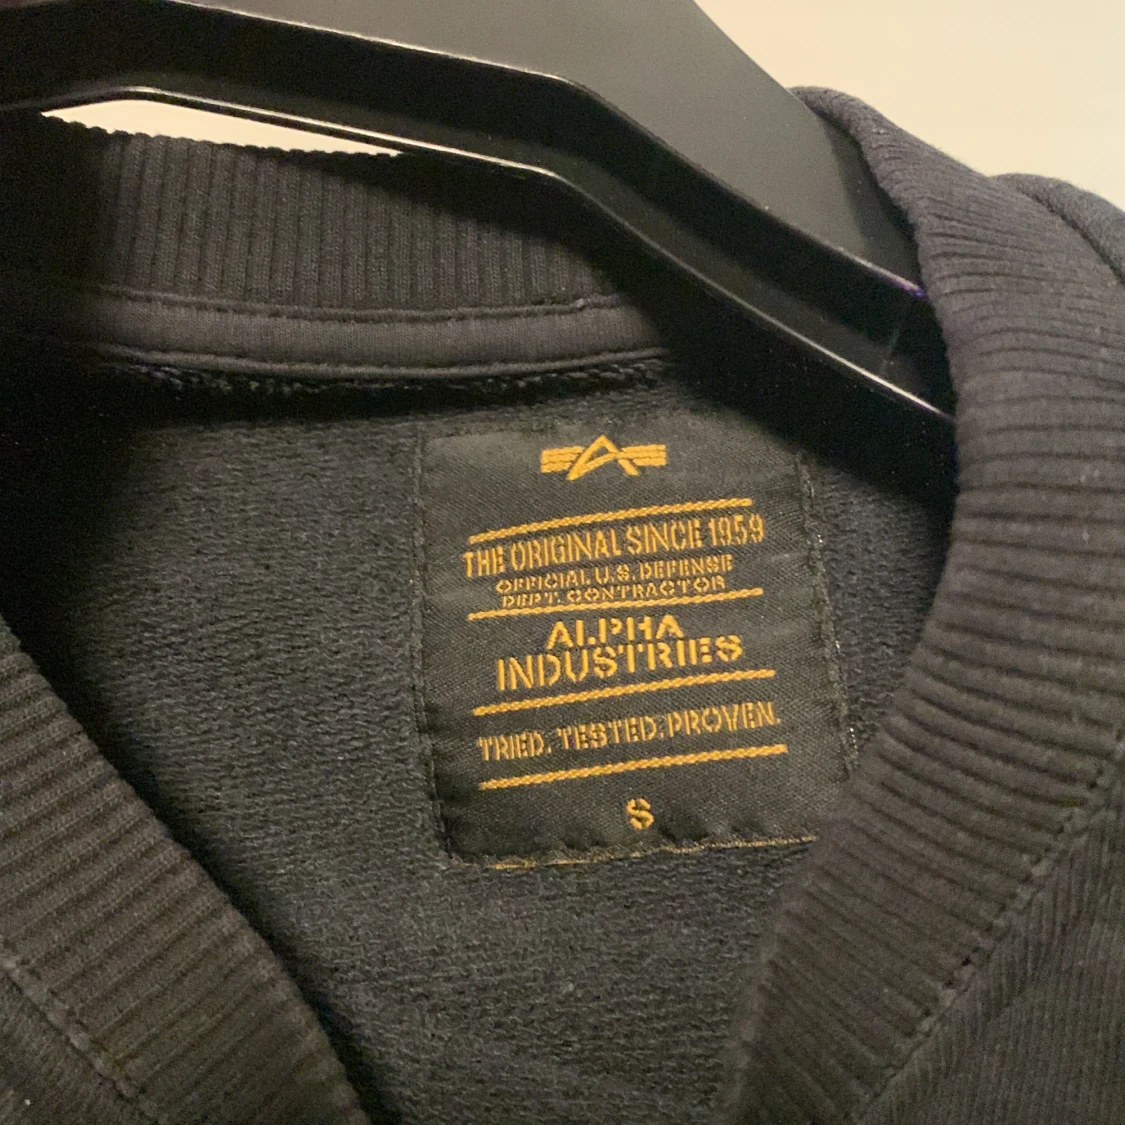 THE ORIGINAL SINCE 1959
OFFICIAL U.S. DEFENSE
DEPT. CONTRACTOR
ALPHA
INDUSTRIES
TRIED. TESTED. PROVEN.
S